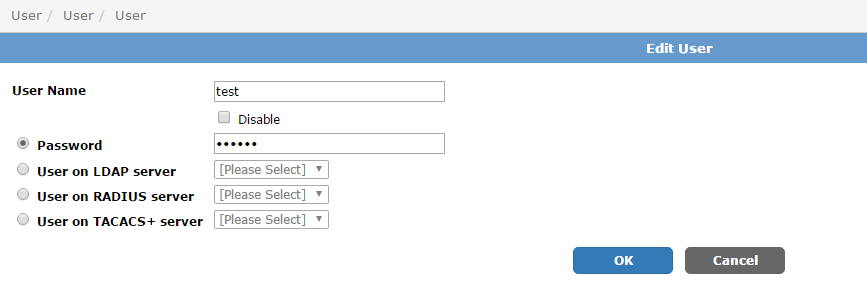 User / User / User
Edit User
User Name test
Disable
Password ••••••
User on LDAP server [Please Select]
User on RADIUS server [Please Select]
User on TACACS+ server [Please Select]
OK Cancel